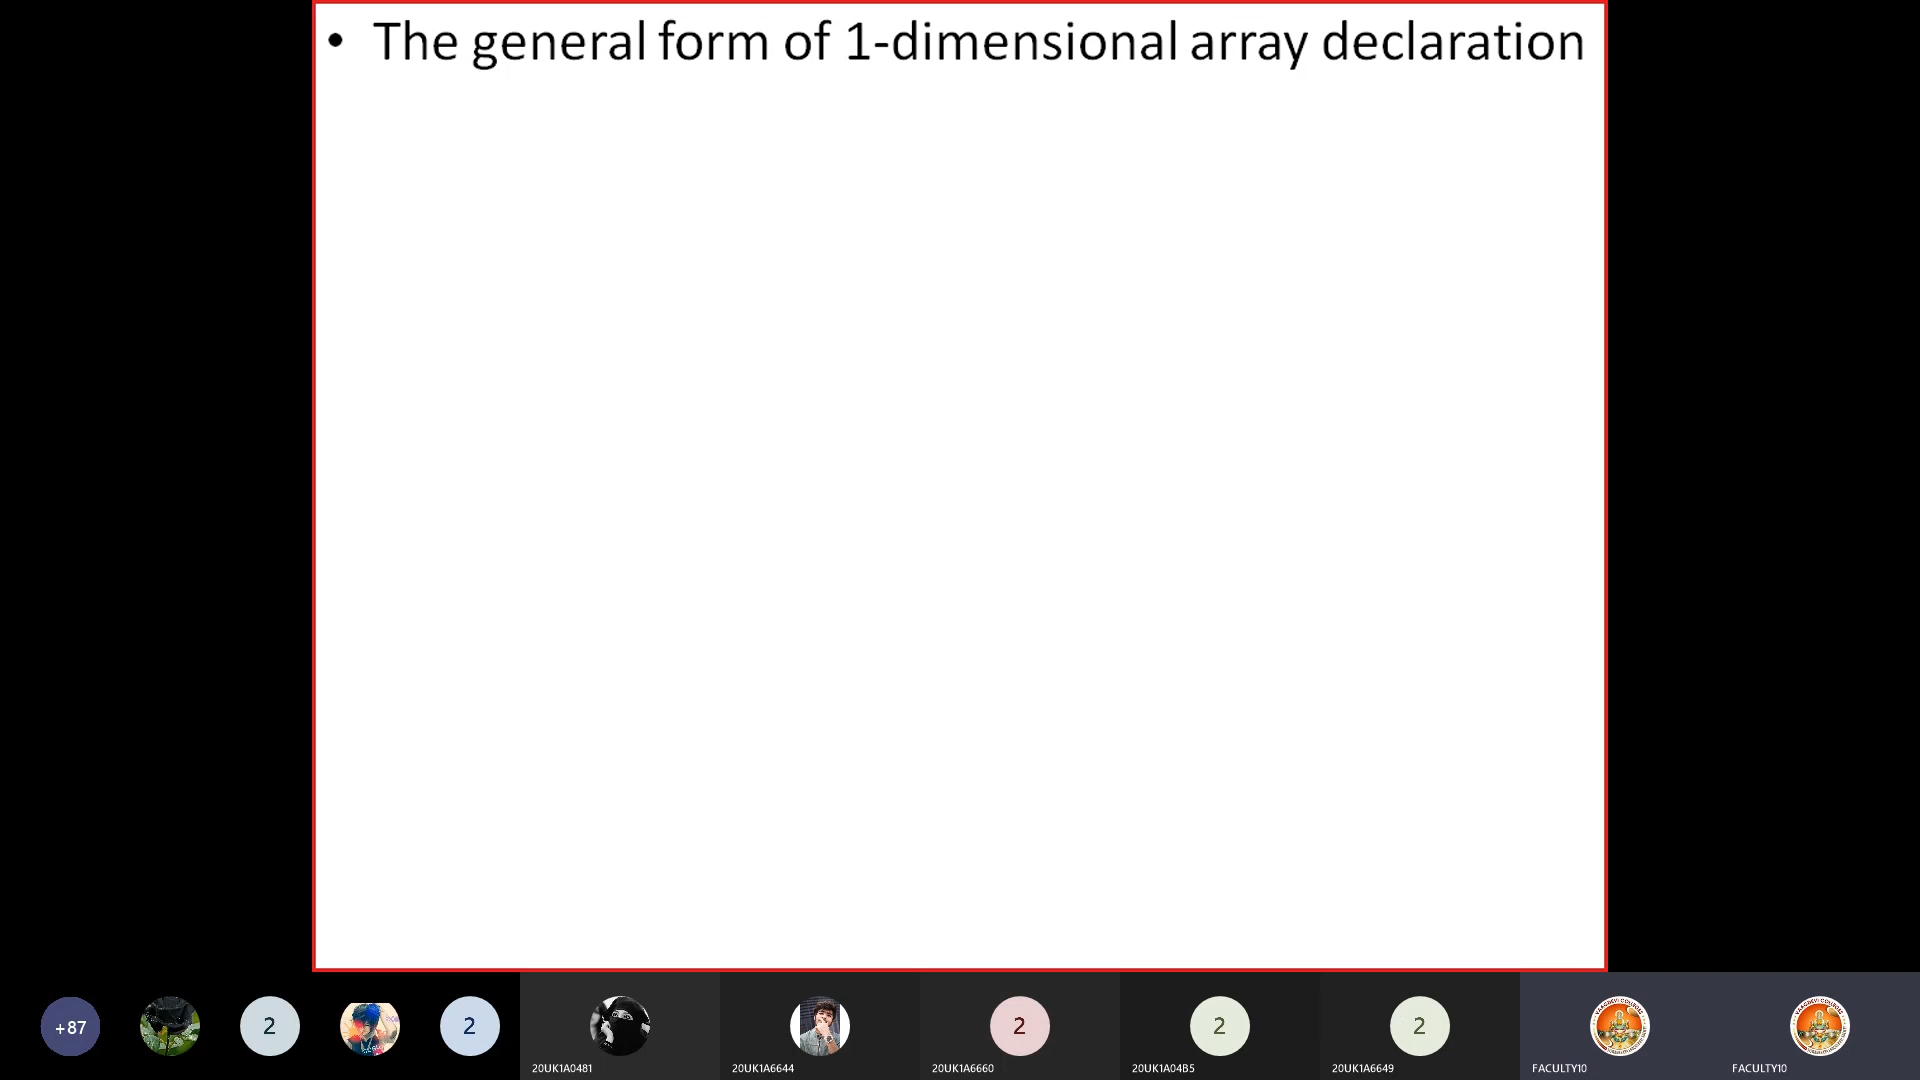 • The general form of 1-dimensional array declaration
+87
2
2
2
2
2
20UK1A0481
20UK1A6644
20UK1A6660
20UK1A04B5
20UK1A6649
FACULTY10
FACULTY10